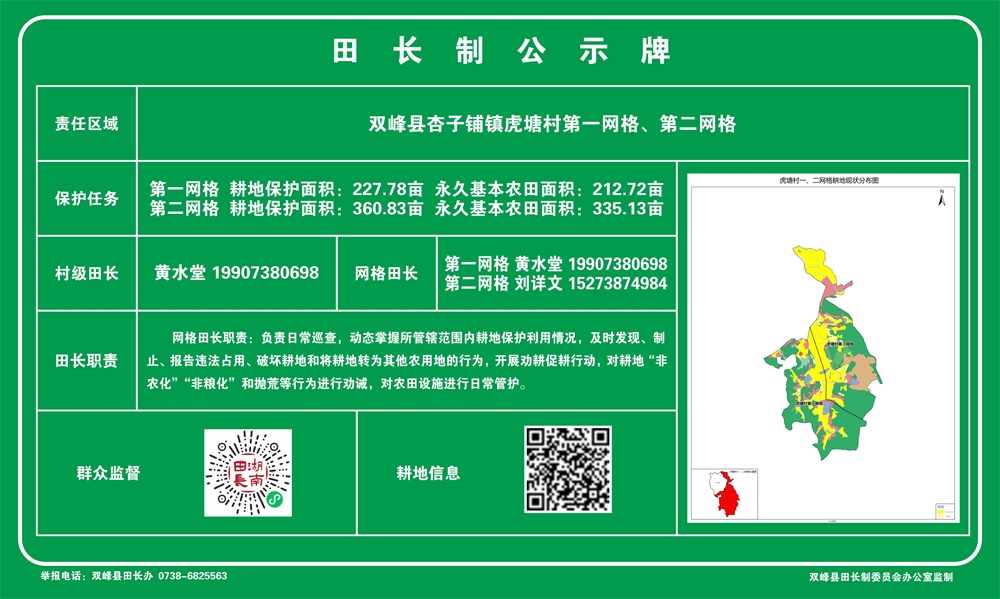 田长制公示牌
责任区域
双峰县杏子铺镇虎塘村第一网格、第二网格
保护任务
第一网格 耕地保护面积：227.78亩 永久基本农田面积：212.72亩
第二网格 耕地保护面积：360.83亩 永久基本农田面积：335.13亩
村级田长
黄水堂 19907380698
网格田长
第一网格 黄水堂 19907380698
第二网格 刘详文 15273874984
田长职责
网格田长职责：负责日常巡查，动态掌握所管辖范围内耕地保护利用情况，及时发现、制
止、报告违法占用、破坏耕地和将耕地转为其他农用地的行为，开展劝耕促耕行动，对耕地“非
农化”“非粮化”和抛荒等行为进行劝诫，对农田设施进行日常管护。
群众监督
湖南
田長
耕地信息
虎塘村一、二网格耕地现状分布图
N
举报电话：双峰县田长办 0738-6825563
双峰县田长制委员会办公室监制